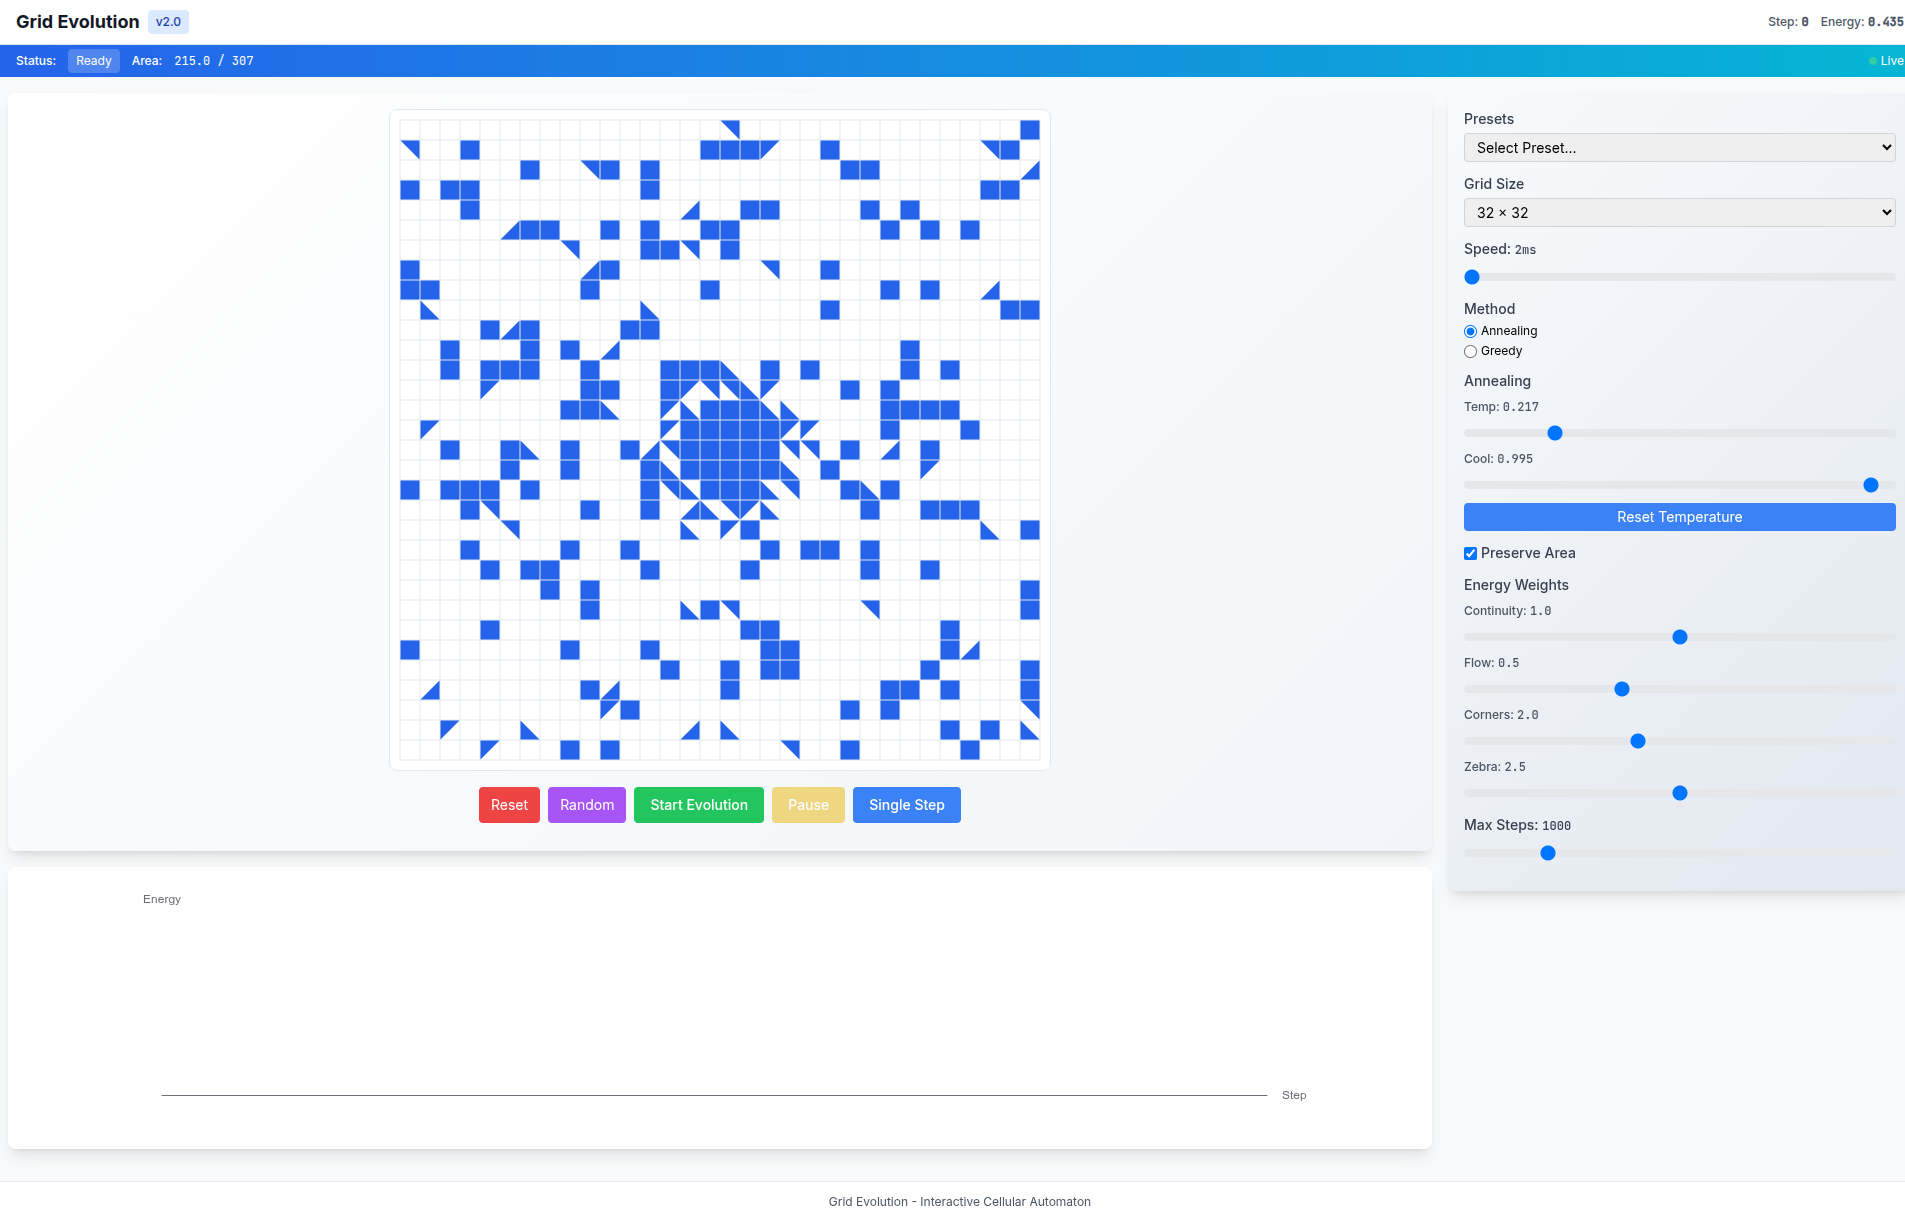 Grid Evolution v2.0 Step: 0 Energy: 0.435
Status: Ready Area: 215.0 / 307 Live
Presets
Select Preset...
Grid Size
32 × 32
Speed: 2ms
Method
Annealing
Greedy
Annealing
Temp: 0.217
Cool: 0.995
Reset Temperature
Preserve Area
Energy Weights
Continuity: 1.0
Flow: 0.5
Corners: 2.0
Zebra: 2.5
Max Steps: 1000
Reset Random Start Evolution Pause Single Step
Energy
Step
Grid Evolution - Interactive Cellular Automaton